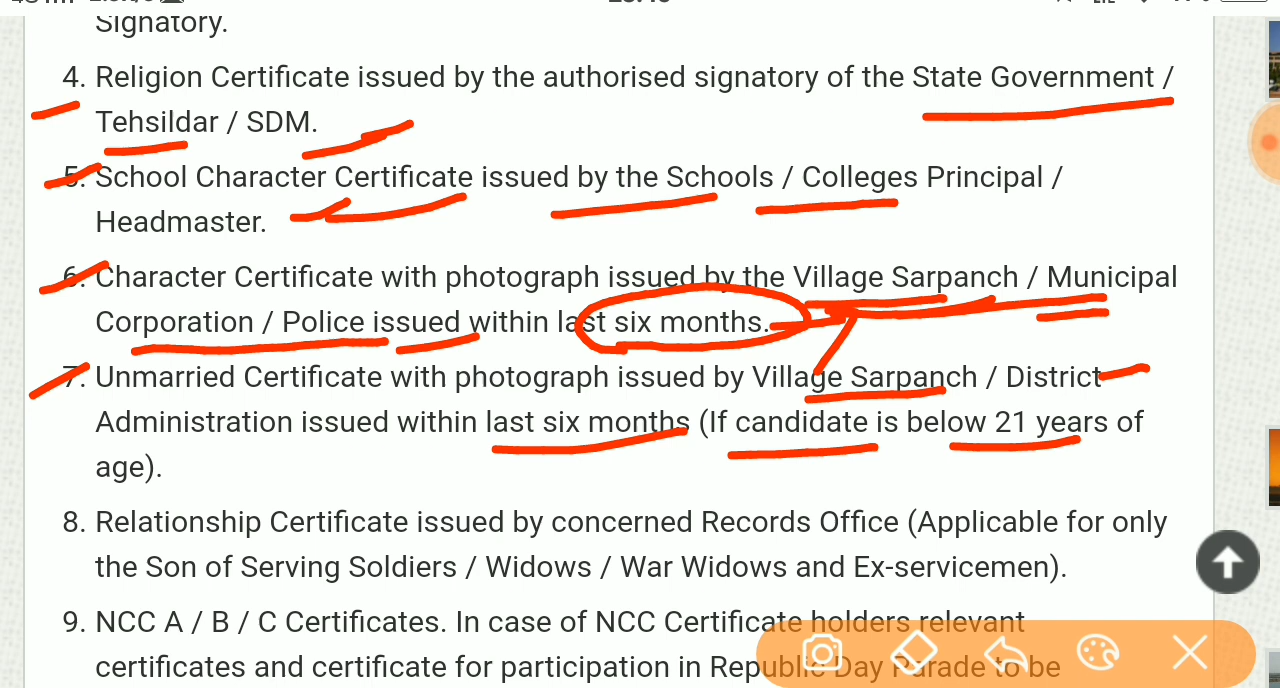 Signatory.
4. Religion Certificate issued by the authorised signatory of the State Government /
Tehsildar / SDM.
5. School Character Certificate issued by the Schools / Colleges Principal /
Headmaster.
6. Character Certificate with photograph issued by the Village Sarpanch / Municipal
Corporation / Police issued within last six months.
7. Unmarried Certificate with photograph issued by Village Sarpanch / District
Administration issued within last six months (If candidate is below 21 years of
age).
8. Relationship Certificate issued by concerned Records Office (Applicable for only
the Son of Serving Soldiers / Widows / War Widows and Ex-servicemen).
9. NCC A / B / C Certificates. In case of NCC Certificate holders relevant
certificates and certificate for participation in Republic Day Parade to be